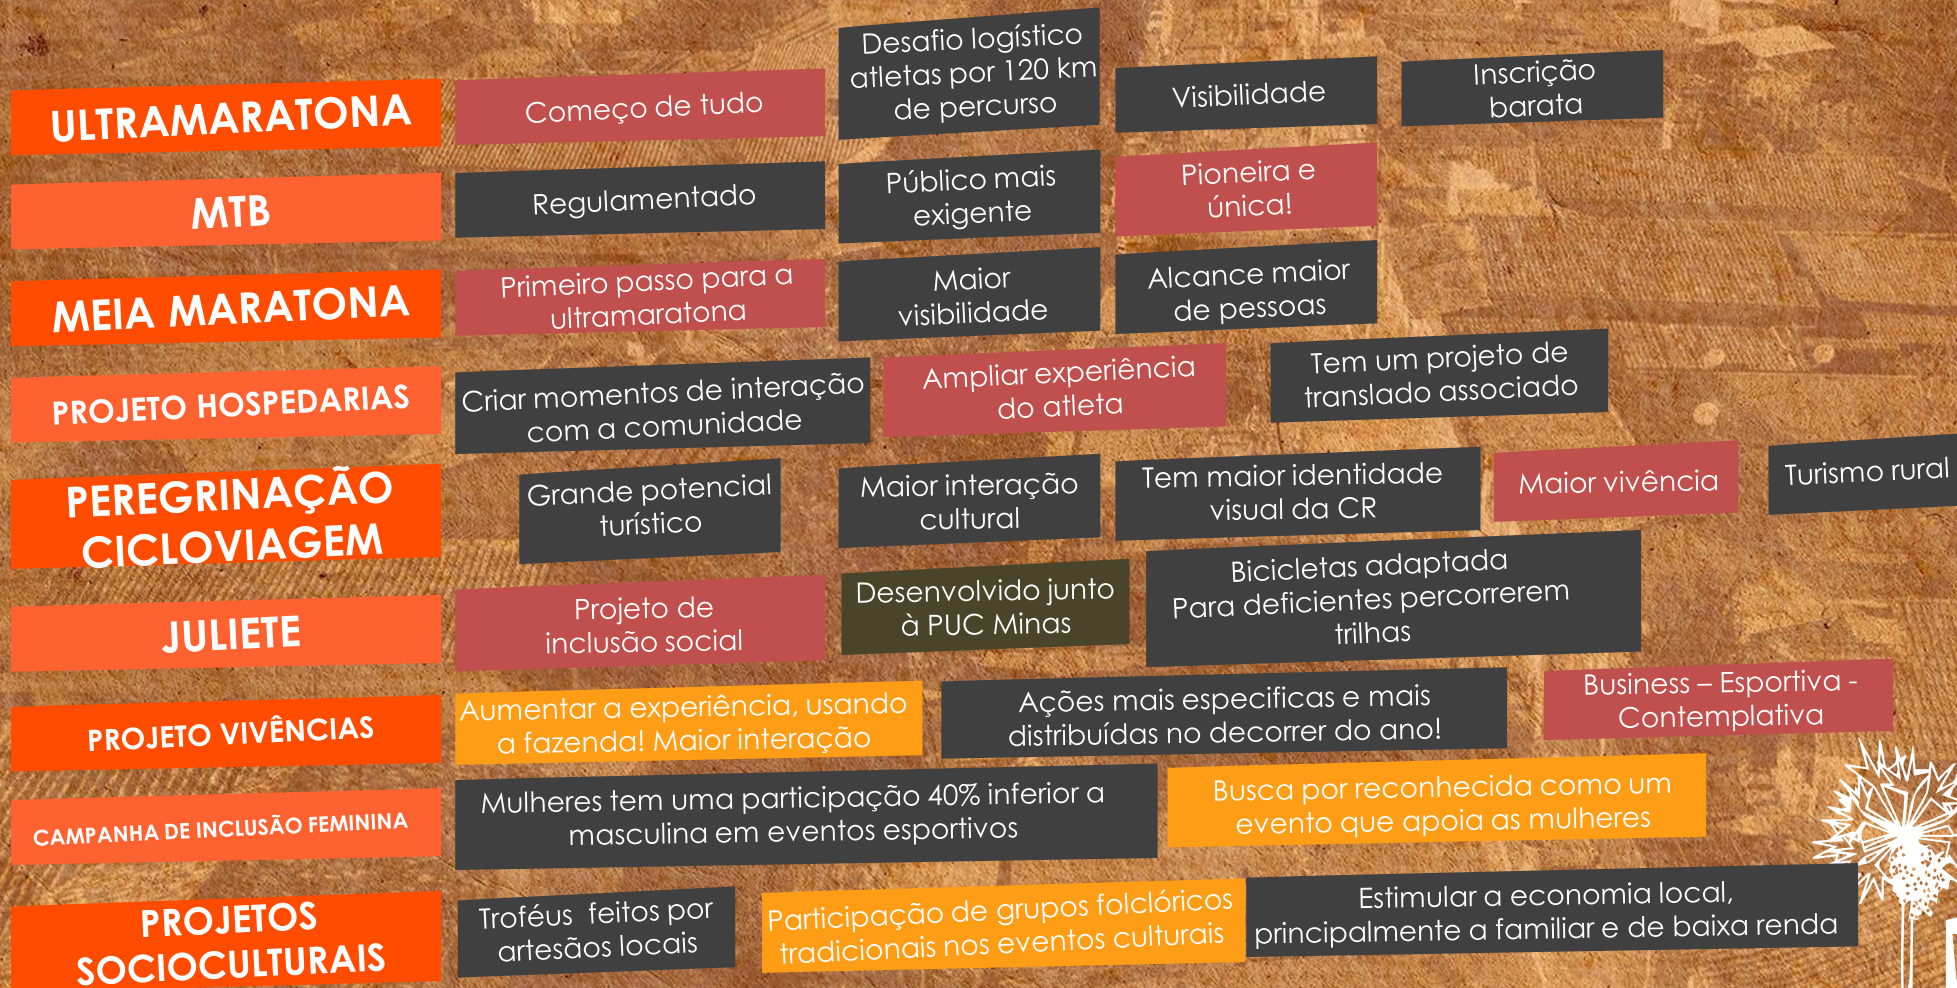 ULTRAMARATONA
Começo de tudo
Desafio logístico
atletas por 120 km
de percurso
Visibilidade
Inscrição
barata
MTB
Regulamentado
Público mais
exigente
Pioneira e
única!
MEIA MARATONA
Primeiro passo para a
ultramaratona
Maior
visibilidade
Alcance maior
de pessoas
PROJETO HOSPEDARIAS
Criar momentos de interação
com a comunidade
Ampliar experiência
do atleta
Tem um projeto de
translado associado
PEREGRINAÇÃO
CICLOVIAGEM
Grande potencial
turístico
Maior interação
cultural
Tem maior identidade
visual da CR
Maior vivência
Turismo rural
JULIETE
Projeto de
inclusão social
Desenvolvido junto
à PUC Minas
Bicicletas adaptada
Para deficientes percorrerem
trilhas
PROJETO VIVÊNCIAS
Aumentar a experiência, usando
a fazenda! Maior interação
Ações mais especificas e mais
distribuídas no decorrer do ano!
Business – Esportiva -
Contemplativa
CAMPANHA DE INCLUSÃO FEMININA
Mulheres tem uma participação 40% inferior a
masculina em eventos esportivos
Busca por reconhecida como um
evento que apoia as mulheres
PROJETOS
SOCIOCULTURAIS
Troféus feitos por
artesãos locais
Participação de grupos folclóricos
tradicionais nos eventos culturais
Estimular a economia local,
principalmente a familiar e de baixa renda